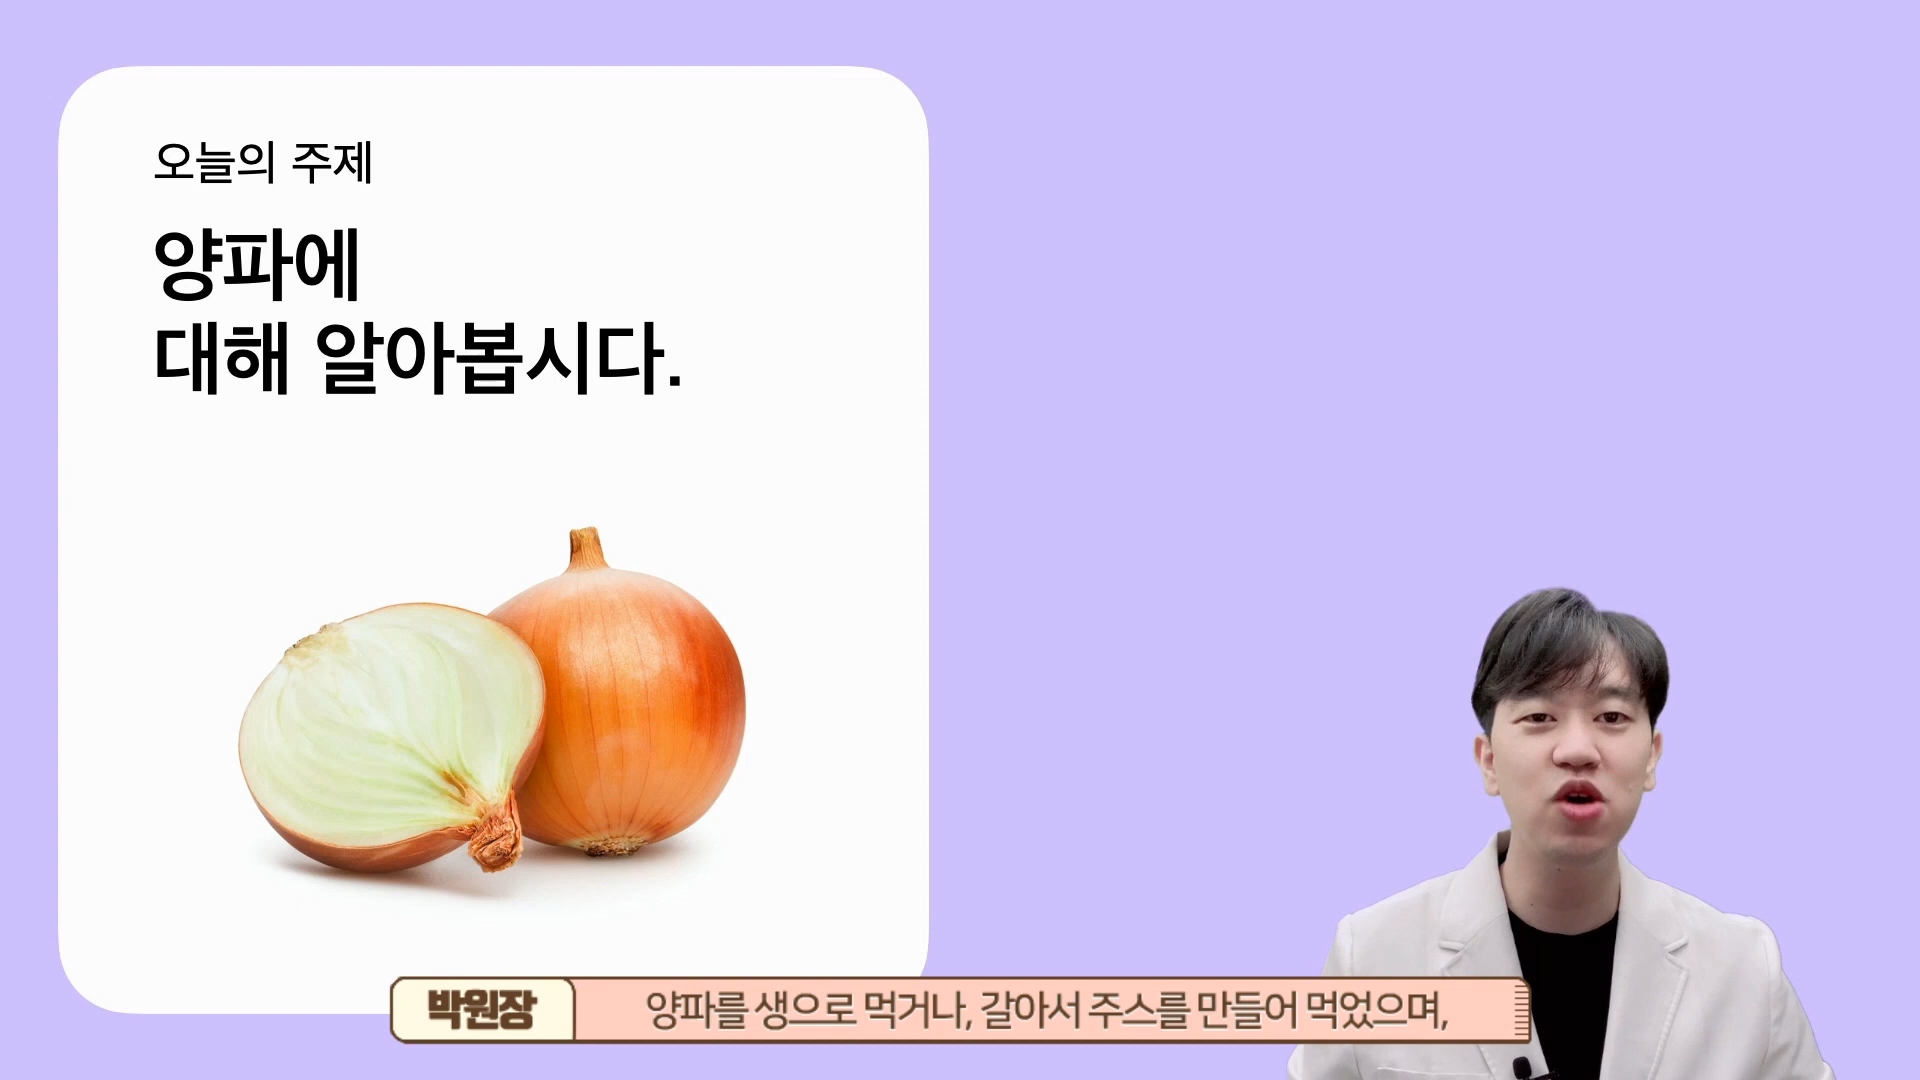 오늘의 주제
양파에
대해 알아봅시다.
박원장
양파를 생으로 먹거나, 갈아서 주스를 만들어 먹었으며,